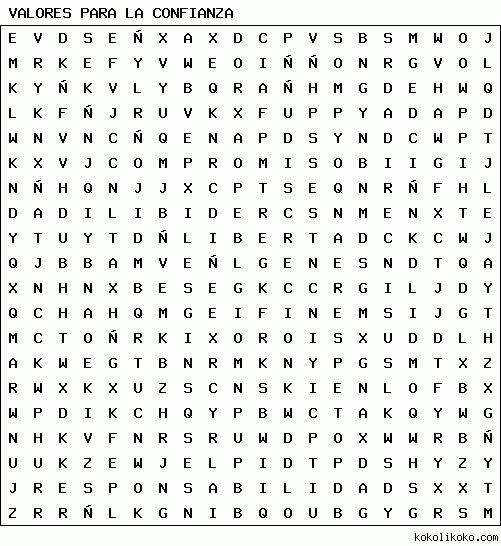 VALORES PARA LA CONFIANZA
E V D S E Ñ X A X D C P V S B S M W O J
M R K E F Y V W E O I Ñ Ñ O N R G V O L
K Y Ñ K V L Y B Q R A Ñ H M G D E H W Q
L K F Ñ J R U V K X F U P P Y A D A P D
W N V N C Ñ Q E N A P D S Y N D C W P T
K X V J C O M P R O M I S O B I I G I J
N Ñ H Q N J J X C P T S E Q N R Ñ F H L
D A D I L I B I D E R C S N M E N X T E
Y T U Y T D Ñ L I B E R T A D C K C W J
Q J B B A M V E Ñ L G E N E S N D T Q A
X N H N X B E S E G K C C R G I L J D Y
Q C H A H Q M G E I F I N E M S I J G T
M C T O Ñ R K I X O R O I S X U D D L H
A K W E G T B N R M K N Y P G S M T X Z
R W X K X U Z S C N S K I E N L O F B X
W P D I K C H Q Y P B W C T A K Q Y W G
N H K V F N R S R U W D P O X W W R B Ñ
U U K Z E W J E L P I D T P D S H Y Z Y
J R E S P O N S A B I L I D A D S X X T
Z R R Ñ L K G N I B Q O U B G Y G R S M
kokolikoko.com